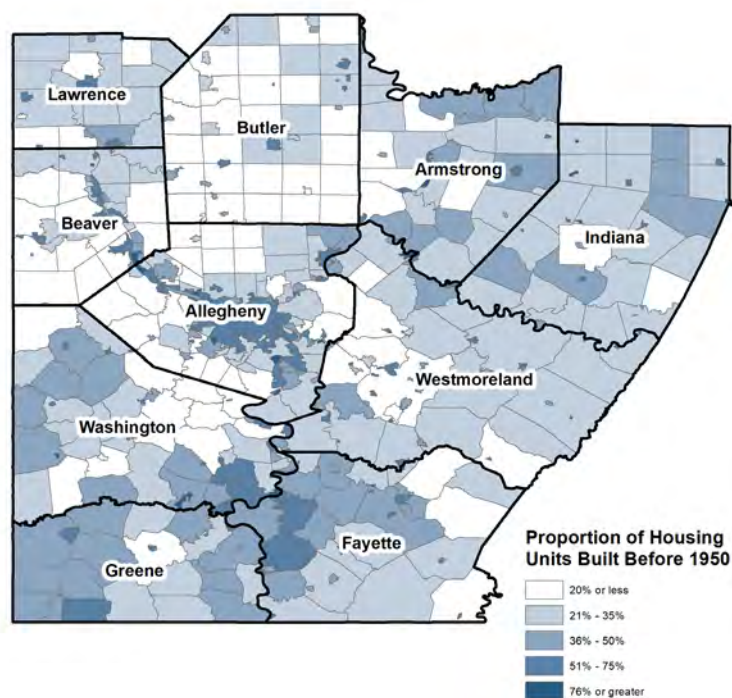 Lawrence
Butler
Armstrong
Beaver
Indiana
Allegheny
Westmoreland
Washington
Fayette
Greene
Proportion of Housing
Units Built Before 1950
20% or less
21% - 35%
36% - 50%
51% - 75%
76% or greater